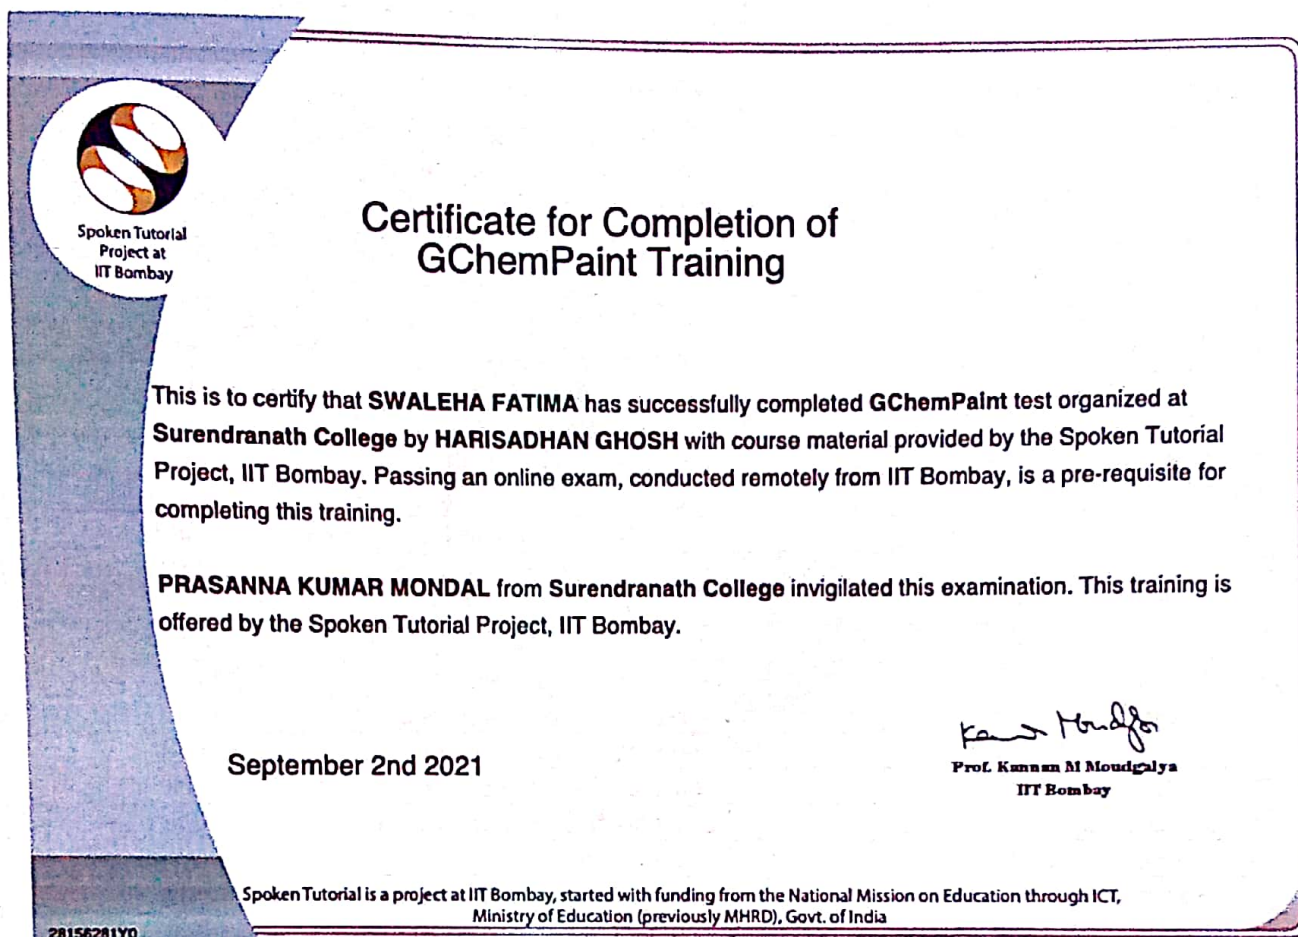 Spoken Tutorial
Project at
IIT Bombay
Certificate for Completion of
GChemPaint Training
This is to certify that SWALEHA FATIMA has successfully completed GChemPaint test organized at
Surendranath College by HARISADHAN GHOSH with course material provided by the Spoken Tutorial
Project, IIT Bombay. Passing an online exam, conducted remotely from IIT Bombay, is a pre-requisite for
completing this training.
PRASANNA KUMAR MONDAL from Surendranath College invigilated this examination. This training is
offered by the Spoken Tutorial Project, IIT Bombay.
September 2nd 2021
Prof. Kannan M Moudgalya
IIT Bombay
Spoken Tutorial is a project at IIT Bombay, started with funding from the National Mission on Education through ICT,
Ministry of Education (previously MHRD), Govt. of India
28156281Y0